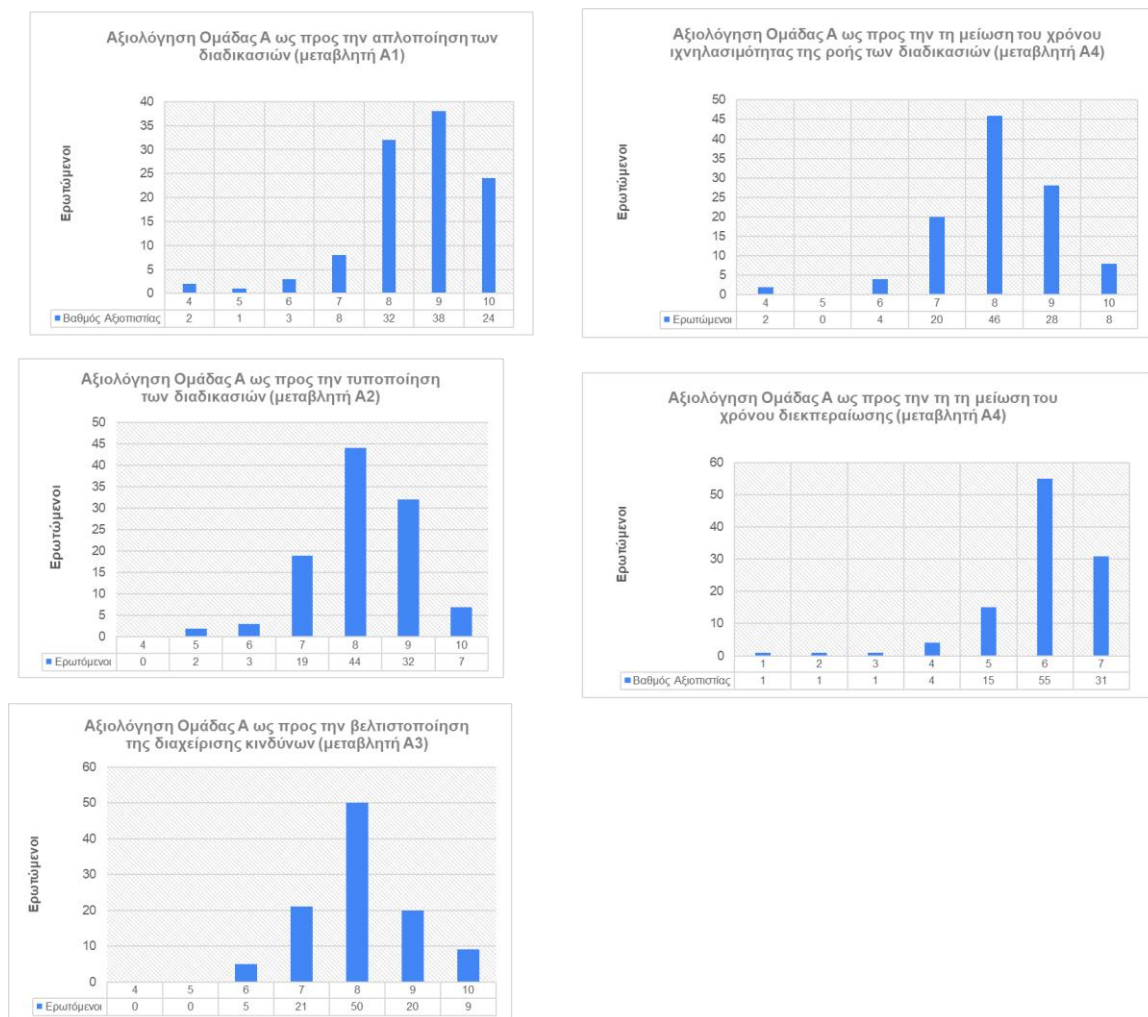 Αξιολόγηση Ομάδας Α ως προς την απλοποίηση των
διαδικασιών (μεταβλητή Α1)
Ερωτώμενοι
40
35
30
25
20
15
10
5
0
4 5 6 7 8 9 10
Βαθμός Αξιοπιστίας 2 1 3 8 32 38 24
Αξιολόγηση Ομάδας Α ως προς την τυποποίηση
των διαδικασιών (μεταβλητή Α2)
Ερωτώμενοι
50
45
40
35
30
25
20
15
10
5
0
4 5 6 7 8 9 10
Ερωτόμενοι 0 2 3 19 44 32 7
Αξιολόγηση Ομάδας Α ως προς την βελτιστοποίηση
της διαχείρισης κινδύνων (μεταβλητή Α3)
Ερωτώμενοι
60
50
40
30
20
10
0
4 5 6 7 8 9 10
Ερωτόμενοι 0 0 5 21 50 20 9
Αξιολόγηση Ομάδας Α ως προς την τη μείωση του χρόνου
ιχνηλασιμότητας της ροής των διαδικασιών (μεταβλητή Α4)
Ερωτώμενοι
50
45
40
35
30
25
20
15
10
5
0
4 5 6 7 8 9 10
Ερωτώμενοι 2 0 4 20 46 28 8
Αξιολόγηση Ομάδας Α ως προς την τη τη μείωση του
χρόνου διεκπεραίωσης (μεταβλητή Α4)
Ερωτώμενοι
60
50
40
30
20
10
0
1 2 3 4 5 6 7
Βαθμός Αξιοπιστίας 1 1 1 4 15 55 31